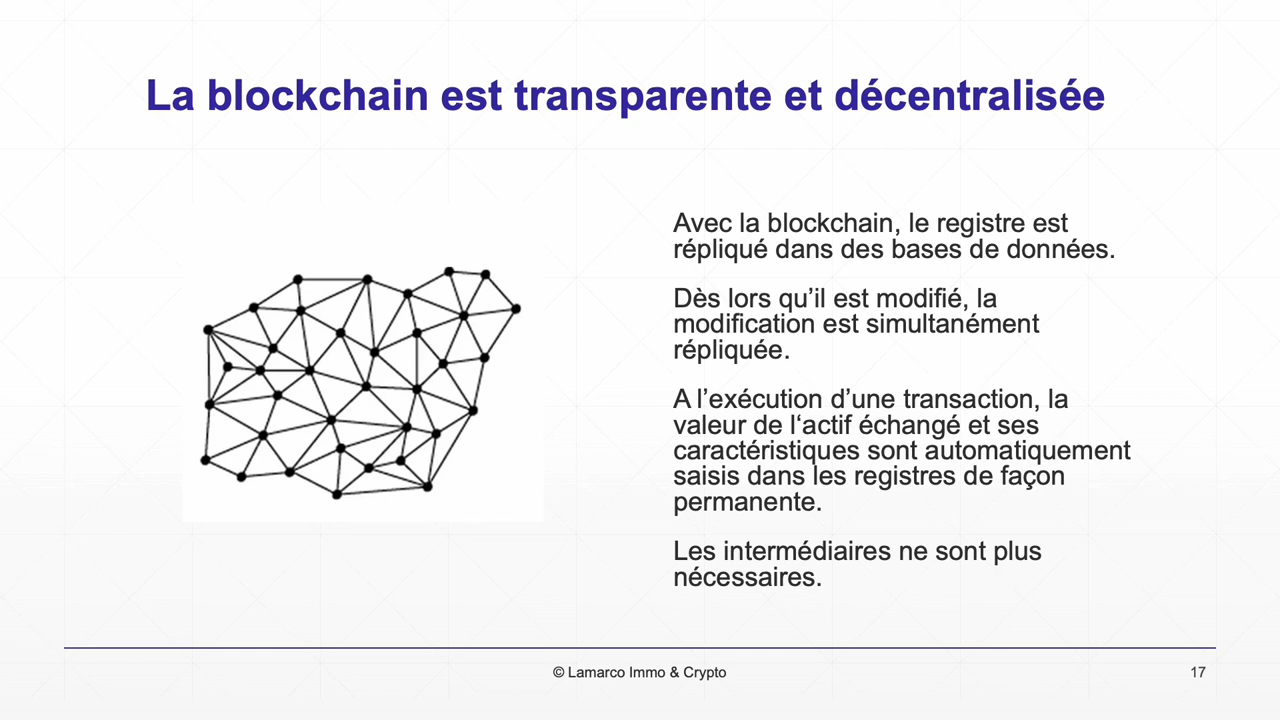 La blockchain est transparente et décentralisée
Avec la blockchain, le registre est
répliqué dans des bases de données.
Dès lors qu’il est modifié, la
modification est simultanément
répliquée.
A l’exécution d’une transaction, la
valeur de l‘actif échangé et ses
caractéristiques sont automatiquement
saisis dans les registres de façon
permanente.
Les intermédiaires ne sont plus
nécessaires.
© Lamarco Immo & Crypto
17